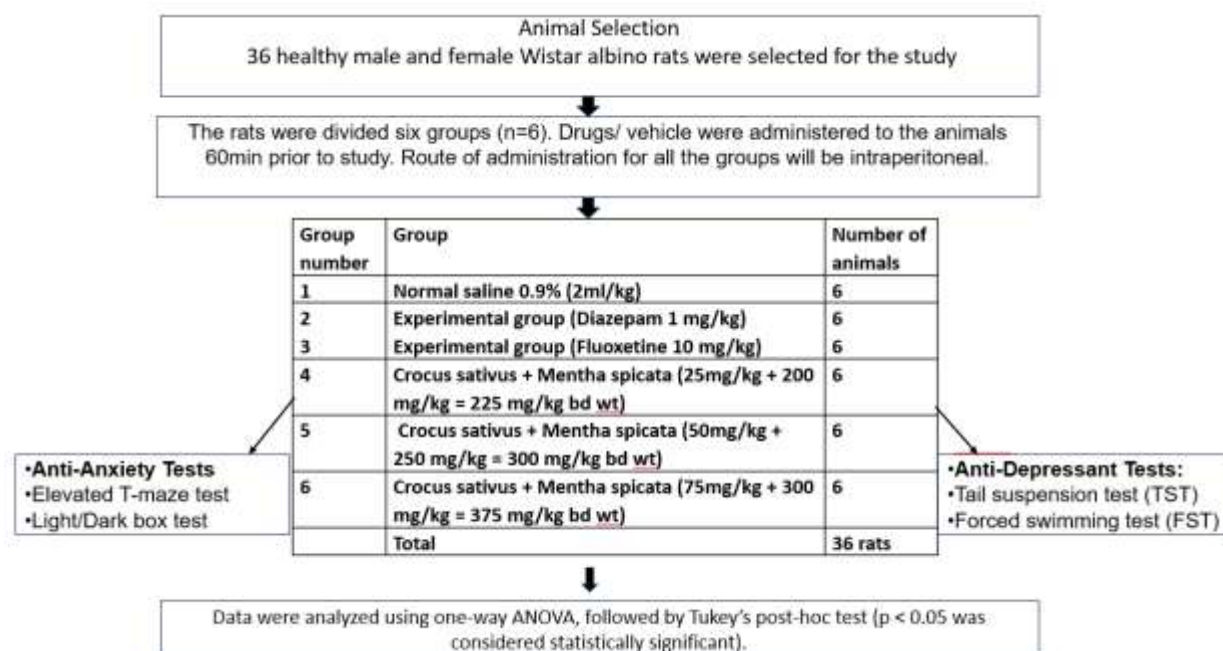 Animal Selection
36 healthy male and female Wistar albino rats were selected for the study
The rats were divided six groups (n=6). Drugs/ vehicle were administered to the animals
60min prior to study. Route of administration for all the groups will be intraperitoneal.
Group number Group Number of animals
1 Normal saline 0.9% (2ml/kg) 6
2 Experimental group (Diazepam 1 mg/kg) 6
3 Experimental group (Fluoxetine 10 mg/kg) 6
4 Crocus sativus + Mentha spicata (25mg/kg + 200 6
mg/kg = 225 mg/kg bd wt)
5 Crocus sativus + Mentha spicata (50mg/kg + 6
250 mg/kg = 300 mg/kg bd wt)
6 Crocus sativus + Mentha spicata (75mg/kg + 300 6
mg/kg = 375 mg/kg bd wt)
Total 36 rats
•Anti-Anxiety Tests
•Elevated T-maze test
•Light/Dark box test
•Anti-Depressant Tests:
•Tail suspension test (TST)
•Forced swimming test (FST)
Data were analyzed using one-way ANOVA, followed by Tukey's post-hoc test (p < 0.05 was
considered statistically significant).